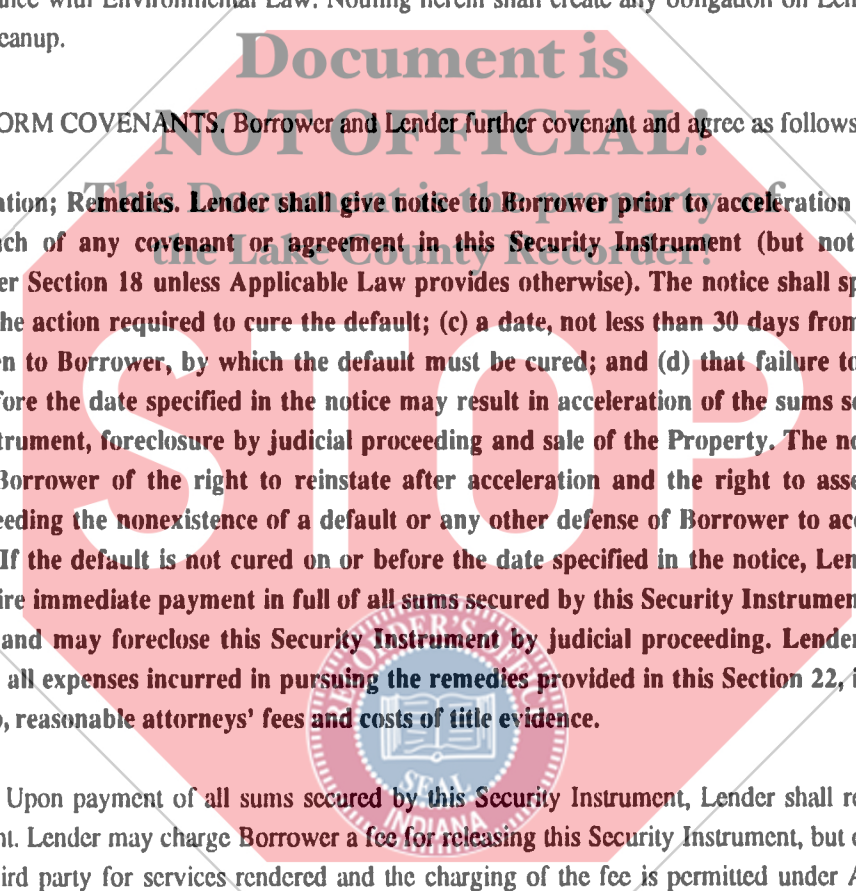 ance with Environmental Law. Nothing herein shall create any obligation on Len
eanup.
Document is
NOT OFFICIAL!
ORM COVENANTS. Borrower and Lender further covenant and agree as follows
This Document is the property of
the Lake County Recorder!
ation; Remedies. Lender shall give notice to Borrower prior to acceleration
ach of any covenant or agreement in this Security Instrument (but not
er Section 18 unless Applicable Law provides otherwise). The notice shall sp
he action required to cure the default; (c) a date, not less than 30 days from
en to Borrower, by which the default must be cured; and (d) that failure to
fore the date specified in the notice may result in acceleration of the sums se
trument, foreclosure by judicial proceeding and sale of the Property. The no
Borrower of the right to reinstate after acceleration and the right to asse
eeding the nonexistence of a default or any other defense of Borrower to acc
If the default is not cured on or before the date specified in the notice, Len
ire immediate payment in full of all sums secured by this Security Instrumen
and may foreclose this Security Instrument by judicial proceeding. Lender
all expenses incurred in pursuing the remedies provided in this Section 22, i
o, reasonable attorneys' fees and costs of title evidence.
STOP
RECORDER'S
SEAL
INDIANA
Upon payment of all sums secured by this Security Instrument, Lender shall re
nt. Lender may charge Borrower a fee for releasing this Security Instrument, but o
ird party for services rendered and the charging of the fee is permitted under A